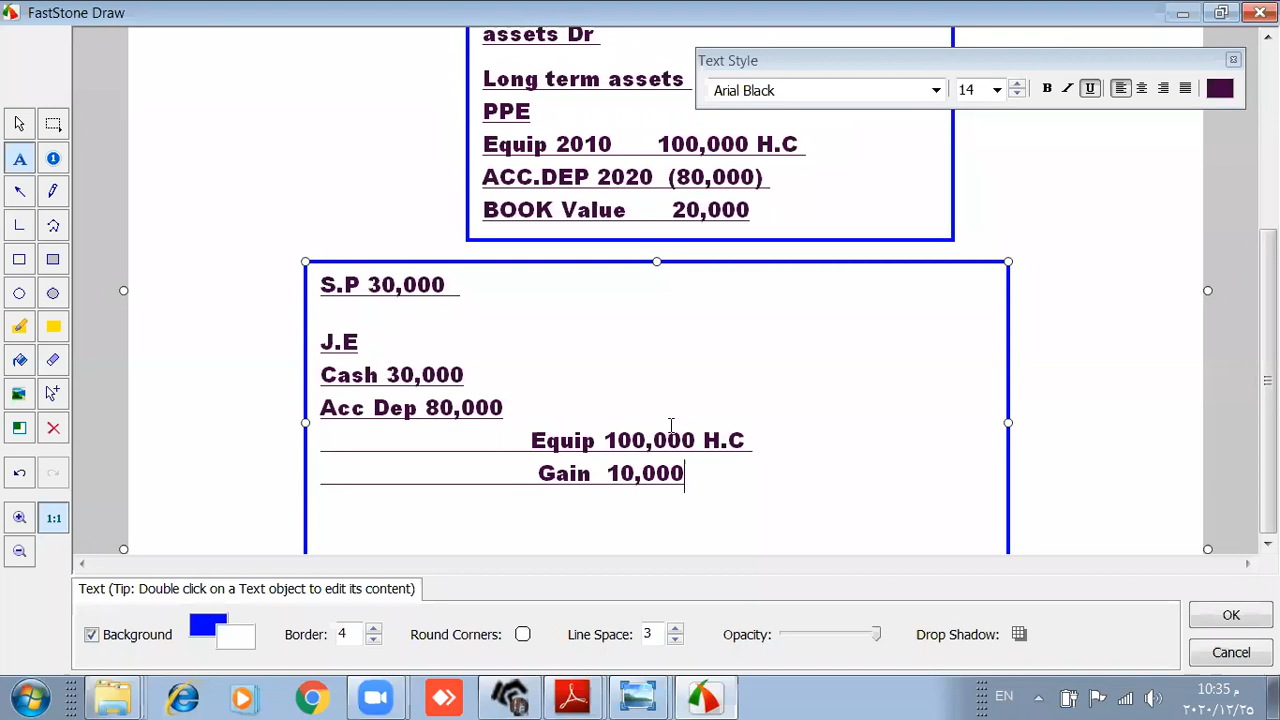 FastStone Draw
assets Dr
Text Style
Long term assets
Arial Black
14
B I U
PPE
Equip 2010 100,000 H.C
ACC.DEP 2020 (80,000)
BOOK Value 20,000
S.P 30,000
J.E
Cash 30,000
Acc Dep 80,000
Equip 100,000 H.C
Gain 10,000
A
1
1:1
Text (Tip: Double click on a Text object to edit its content)
Background
Border: 4
Round Corners:
Line Space: 3
Opacity:
Drop Shadow:
OK
Cancel
EN
10:35 م
٢٠٢٠/١٢/٢٥